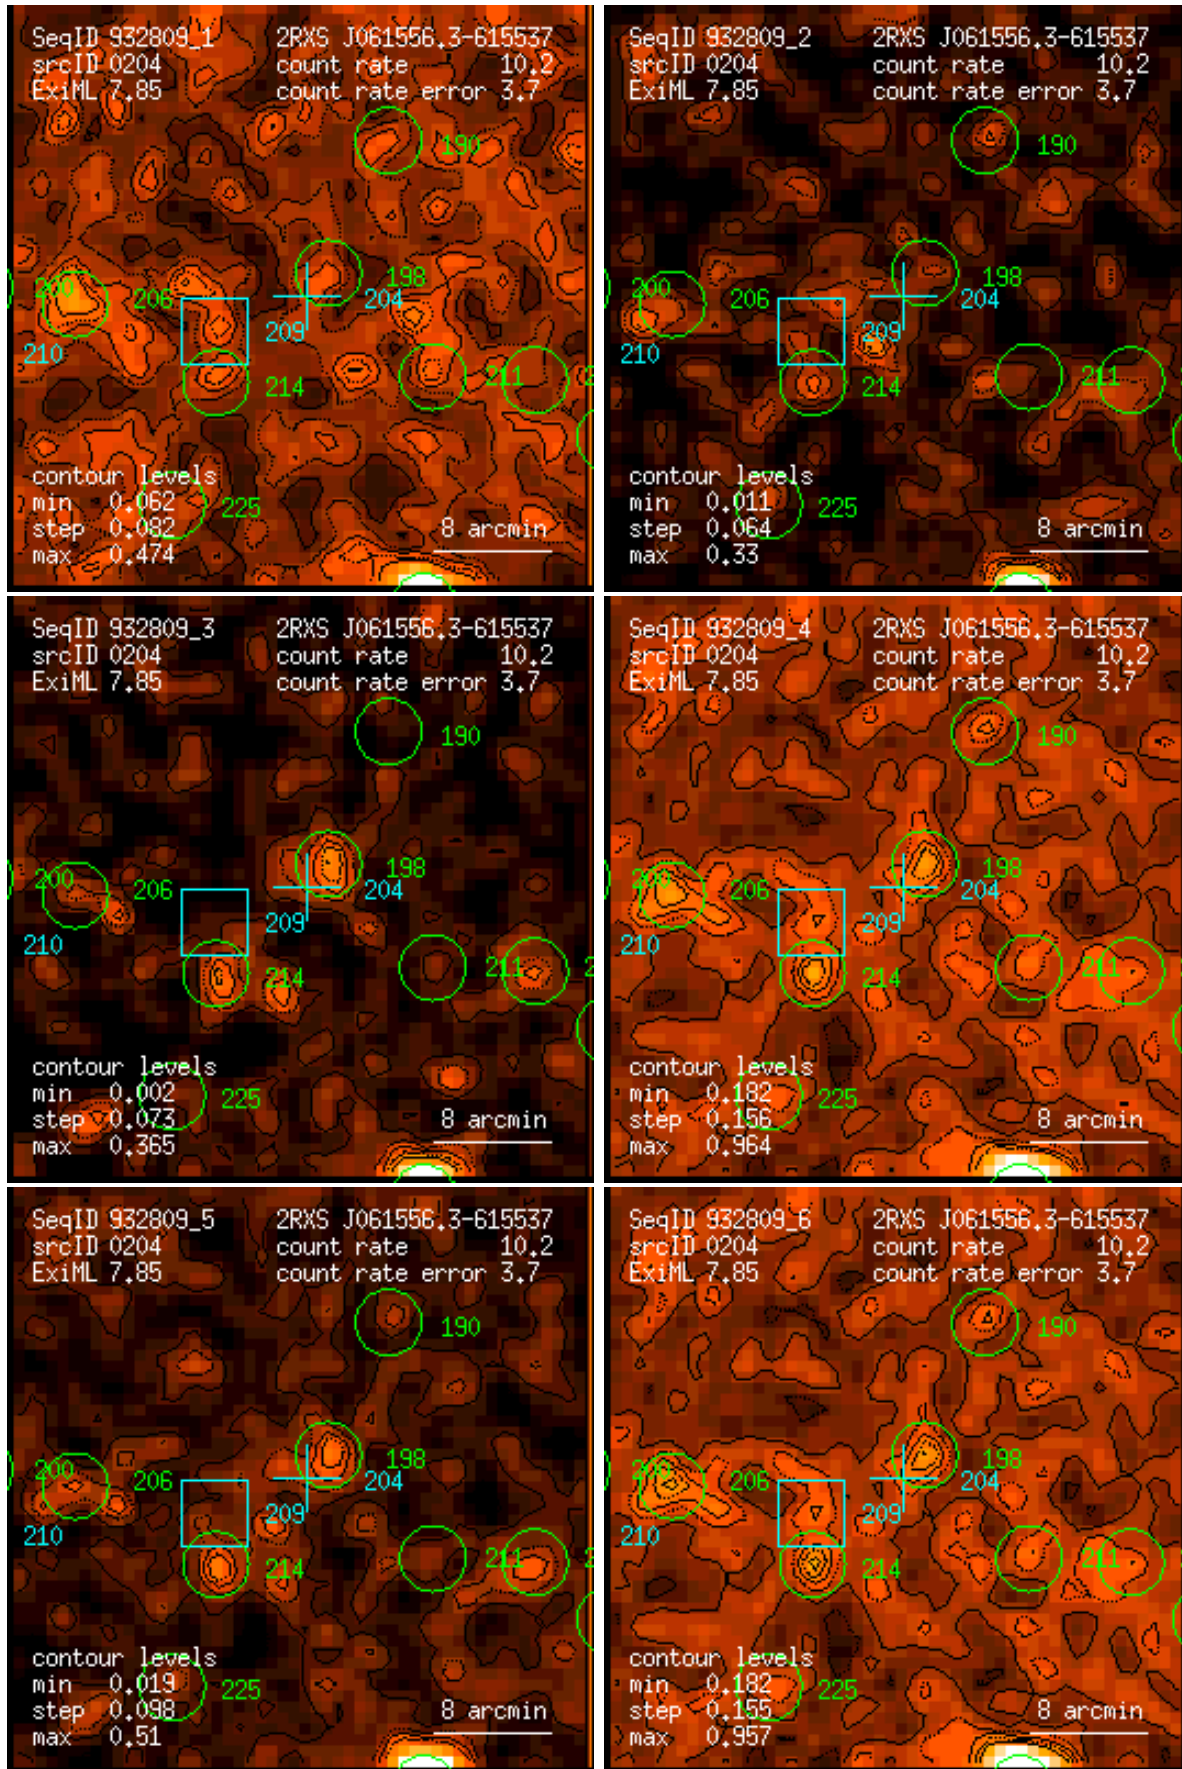 SeqID 932809_1 2RXS J061556.3-615537
srcID 0204 count rate 10.2
ExiML 7.85 count rate error 3.7
190
200 206 198
204
209
210
214 211
contour levels
min 0.062 225
step 0.082 8 arcmin
max 0.474
SeqID 932809_2 2RXS J061556.3-615537
srcID 0204 count rate 10.2
ExiML 7.85 count rate error 3.7
190
200 206 198
204
209
210
214 211
contour levels
min 0.011 225
step 0.064 8 arcmin
max 0.33
SeqID 932809_3 2RXS J061556.3-615537
srcID 0204 count rate 10.2
ExiML 7.85 count rate error 3.7
190
200 206 198
204
209
210
214 211
contour levels
min 0.002 225
step 0.073 8 arcmin
max 0.365
SeqID 932809_4 2RXS J061556.3-615537
srcID 0204 count rate 10.2
ExiML 7.85 count rate error 3.7
190
200 206 198
204
209
210
214 211
contour levels
min 0.182 225
step 0.156 8 arcmin
max 0.964
SeqID 932809_5 2RXS J061556.3-615537
srcID 0204 count rate 10.2
ExiML 7.85 count rate error 3.7
190
200 206 198
204
209
210
214 211
contour levels
min 0.019 225
step 0.098 8 arcmin
max 0.51
SeqID 932809_6 2RXS J061556.3-615537
srcID 0204 count rate 10.2
ExiML 7.85 count rate error 3.7
190
200 206 198
204
209
210
214 211
contour levels
min 0.182 225
step 0.155 8 arcmin
max 0.957